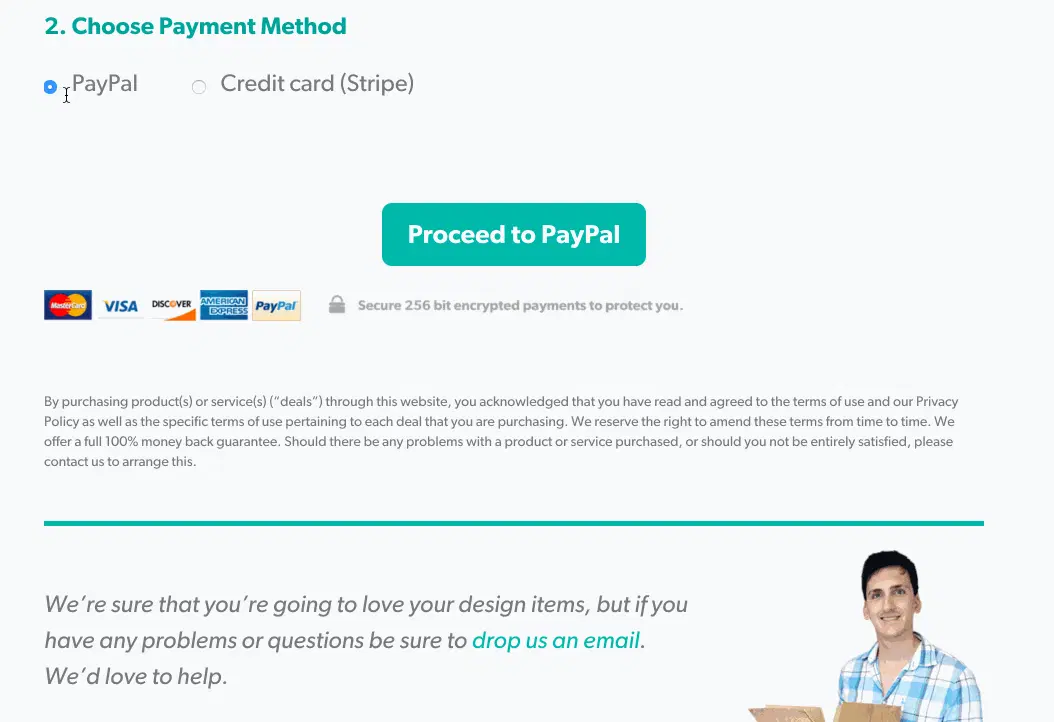 2. Choose Payment Method
PayPal Credit card (Stripe)
Proceed to PayPal
MasterCard VISA DISCOVER AMERICAN EXPRESS PayPal Secure 256 bit encrypted payments to protect you.
By purchasing product(s) or service(s) (“deals”) through this website, you acknowledged that you have read and agreed to the terms of use and our Privacy
Policy as well as the specific terms of use pertaining to each deal that you are purchasing. We reserve the right to amend these terms from time to time. We
offer a full 100% money back guarantee. Should there be any problems with a product or service purchased, or should you not be entirely satisfied, please
contact us to arrange this.
We’re sure that you’re going to love your design items, but if you
have any problems or questions be sure to drop us an email.
We’d love to help.